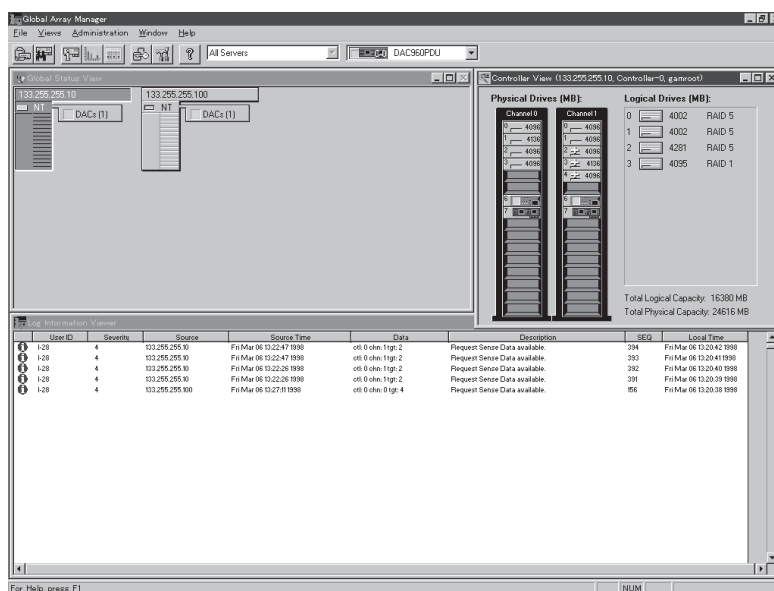 Global Array Manager
File Views Administration Window Help
? All Servers DAC960PDU
Global Status View
133.255.255.10 133.255.255.100
NT DACs (1) NT DACs (1)
Controller View (133.255.255.10, Controller-0, gamroot)
Physical Drives (MB): Logical Drives (MB):
Channel 0 Channel 1
0 4096 0 4096 0 4002 RAID 5
1 4136 1 4096 1 4002 RAID 5
2 4096 2 4096 2 4281 RAID 5
3 4096 3 4136 3 4095 RAID 1
4 4096
6 6
7 7
Total Logical Capacity: 16380 MB
Total Physical Capacity: 24616 MB
Log Information Viewer
User ID Severity Source Source Time Data Description SEQ Local Time
I-28 4 133.255.255.10 Fri Mar 06 13:22:47 1998 ctl: 0 chn: 1 tgt: 2 Request Sense Data available. 394 Fri Mar 06 13:20:42 1998
I-28 4 133.255.255.10 Fri Mar 06 13:22:47 1998 ctl: 0 chn: 1 tgt: 2 Request Sense Data available. 393 Fri Mar 06 13:20:41 1998
I-28 4 133.255.255.10 Fri Mar 06 13:22:26 1998 ctl: 0 chn: 1 tgt: 2 Request Sense Data available. 392 Fri Mar 06 13:20:40 1998
I-28 4 133.255.255.10 Fri Mar 06 13:22:26 1998 ctl: 0 chn: 1 tgt: 2 Request Sense Data available. 391 Fri Mar 06 13:20:39 1998
I-28 4 133.255.255.100 Fri Mar 06 13:27:11 1998 ctl: 0 chn: 0 tgt: 4 Request Sense Data available. 156 Fri Mar 06 13:20:38 1998
For Help, press F1 NUM